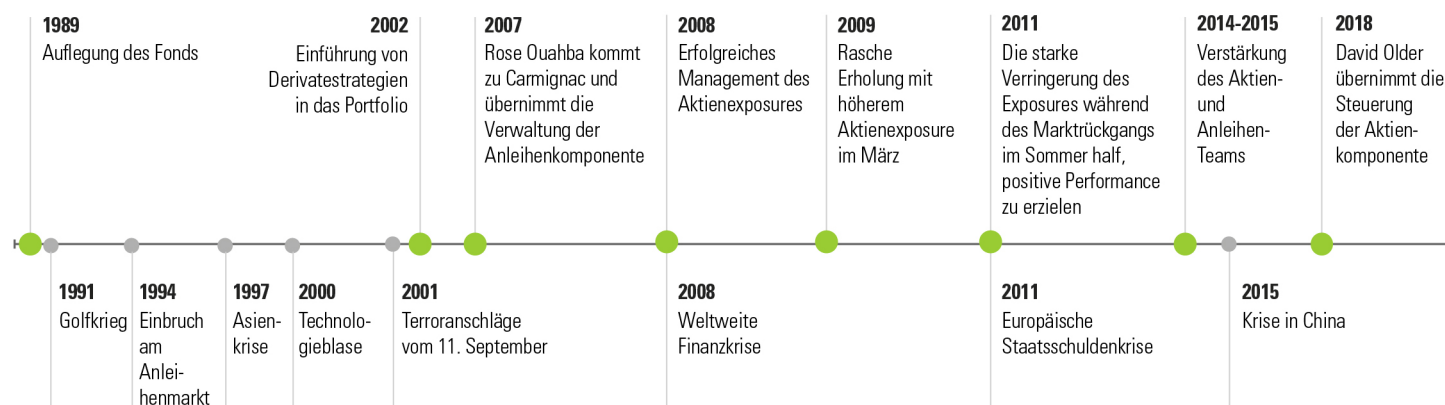 1989
Auflegung des Fonds
2002
Einführung von
Derivatestrategien
in das Portfolio
2007
Rose Ouahba kommt
zu Carmignac und
übernimmt die
Verwaltung der
Anleihenkomponente
2008
Erfolgreiches
Management des
Aktienexposures
2009
Rasche
Erholung mit
höherem
Aktienexposure
im März
2011
Die starke
Verringerung des
Exposures während
des Marktrückgangs
im Sommer half,
positive Performance
zu erzielen
2014-2015
Verstärkung
des Aktien-
und
Anleihen-
Teams
2018
David Older
übernimmt die
Steuerung
der Aktien-
komponente
1991
Golfkrieg
1994
Einbruch
am
Anlei-
henmarkt
1997
Asien-
krise
2000
Technolo-
gieblase
2001
Terroranschläge
vom 11. September
2008
Weltweite
Finanzkrise
2011
Europäische
Staatsschuldenkrise
2015
Krise in China